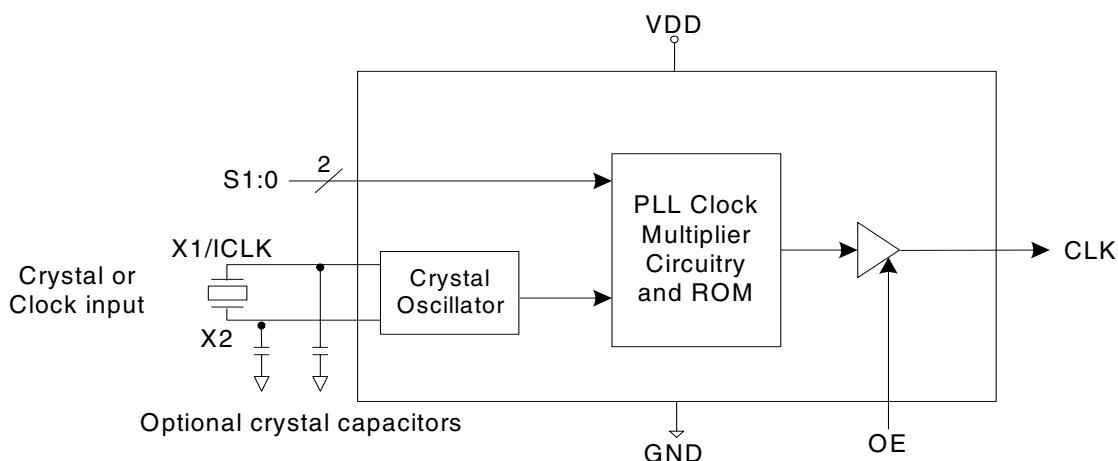 VDD
2
S1:0
PLL Clock
Multiplier
Circuitry
and ROM
X1/ICLK
CLK
Crystal or
Clock input
Crystal
Oscillator
X2
Optional crystal capacitors
GND
OE